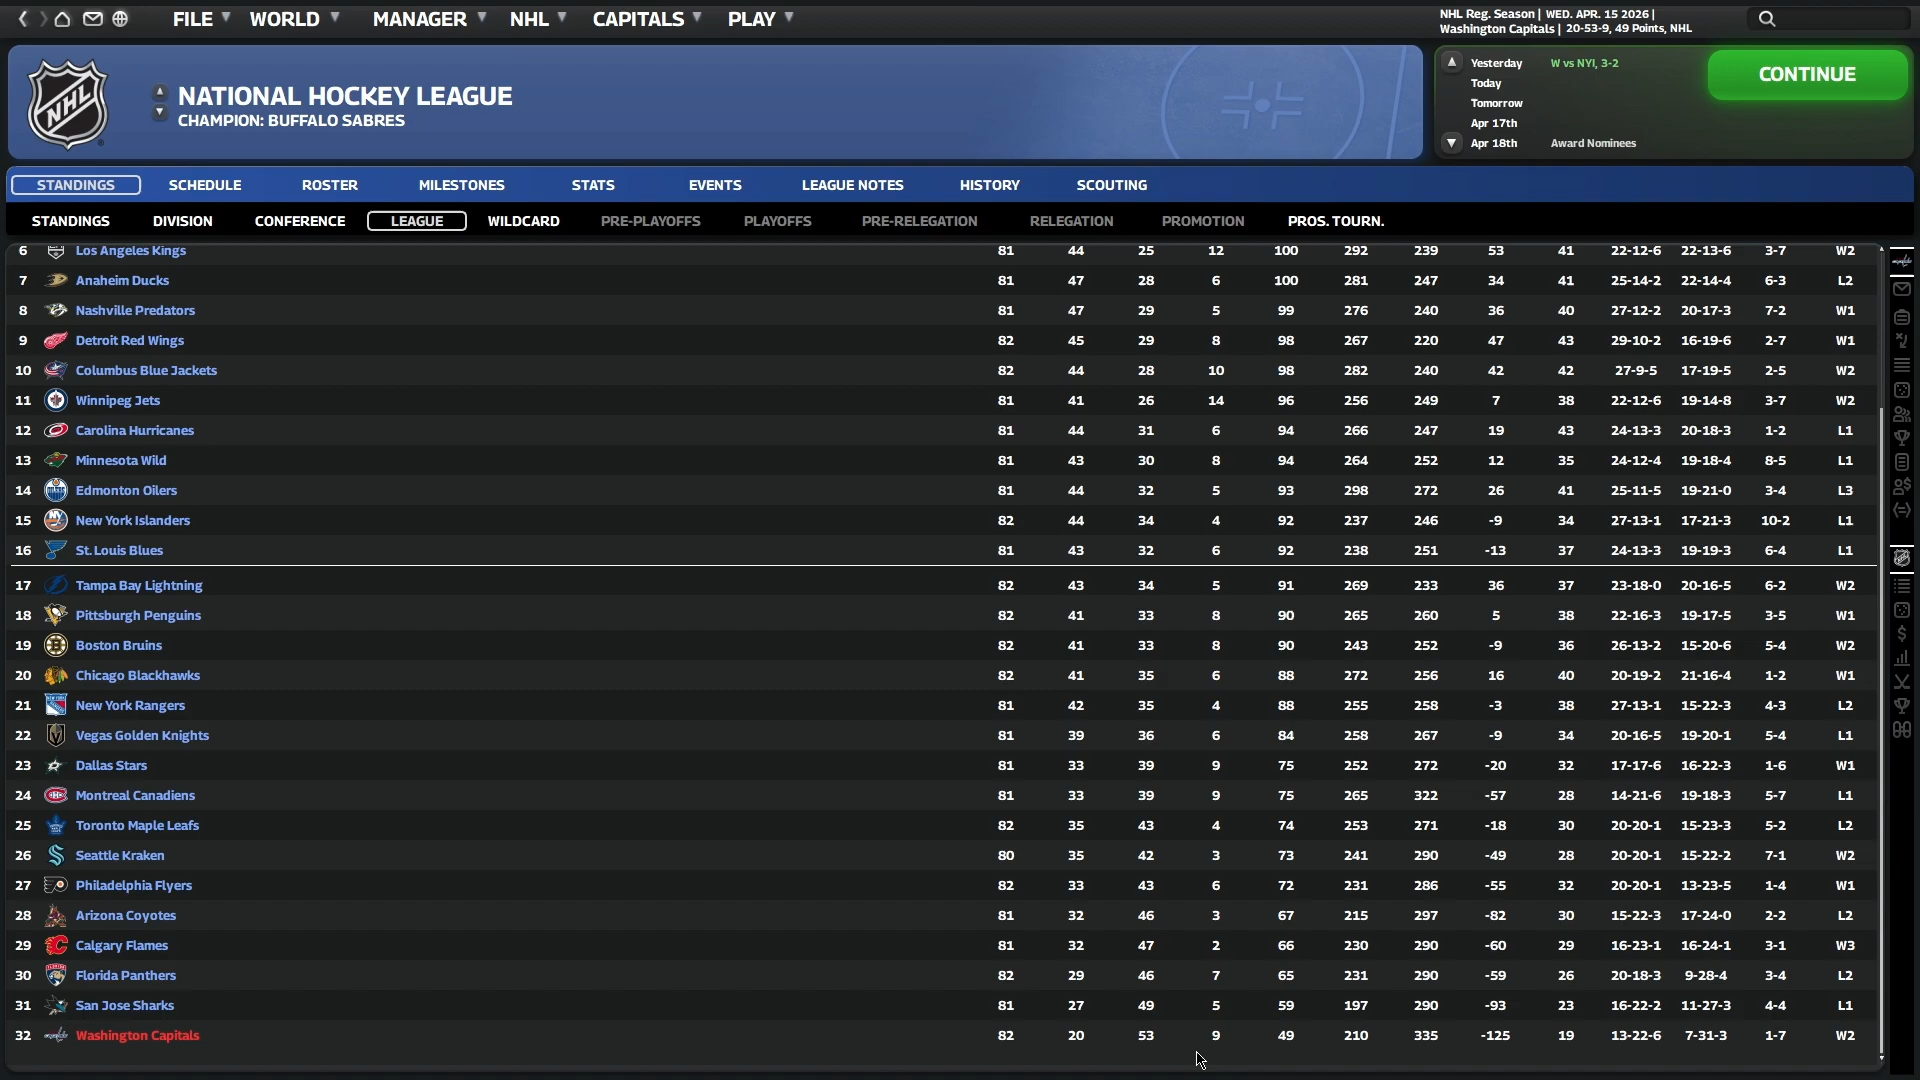 FILE WORLD MANAGER NHL CAPITALS PLAY
NHL Reg. Season | WED. APR. 15 2026 |
Washington Capitals | 20-53-9, 49 Points, NHL
NHL
NATIONAL HOCKEY LEAGUE
CHAMPION: BUFFALO SABRES
Yesterday W vs NYI, 3-2
Today
Tomorrow
Apr 17th
Apr 18th Award Nominees
CONTINUE
STANDINGS SCHEDULE ROSTER MILESTONES STATS EVENTS LEAGUE NOTES HISTORY SCOUTING
STANDINGS DIVISION CONFERENCE LEAGUE WILDCARD PRE-PLAYOFFS PLAYOFFS PRE-RELEGATION RELEGATION PROMOTION PROS. TOURN.
6 Los Angeles Kings 81 44 25 12 100 292 239 53 41 22-12-6 22-13-6 3-7 W2
7 Anaheim Ducks 81 47 28 6 100 281 247 34 41 25-14-2 22-14-4 6-3 L2
8 Nashville Predators 81 47 29 5 99 276 240 36 40 27-12-2 20-17-3 7-2 W1
9 Detroit Red Wings 82 45 29 8 98 267 220 47 43 29-10-2 16-19-6 2-7 W1
10 Columbus Blue Jackets 82 44 28 10 98 282 240 42 42 27-9-5 17-19-5 2-5 W2
11 Winnipeg Jets 81 41 26 14 96 256 249 7 38 22-12-6 19-14-8 3-7 W2
12 Carolina Hurricanes 81 44 31 6 94 266 247 19 43 24-13-3 20-18-3 1-2 L1
13 Minnesota Wild 81 43 30 8 94 264 252 12 35 24-12-4 19-18-4 8-5 L1
14 Edmonton Oilers 81 44 32 5 93 298 272 26 41 25-11-5 19-21-0 3-4 L3
15 New York Islanders 82 44 34 4 92 237 246 -9 34 27-13-1 17-21-3 10-2 L1
16 St. Louis Blues 81 43 32 6 92 238 251 -13 37 24-13-3 19-19-3 6-4 L1
17 Tampa Bay Lightning 82 43 34 5 91 269 233 36 37 23-18-0 20-16-5 6-2 W2
18 Pittsburgh Penguins 82 41 33 8 90 265 260 5 38 22-16-3 19-17-5 3-5 W1
19 Boston Bruins 82 41 33 8 90 243 252 -9 36 26-13-2 15-20-6 5-4 W2
20 Chicago Blackhawks 82 41 35 6 88 272 256 16 40 20-19-2 21-16-4 1-2 W1
21 New York Rangers 81 42 35 4 88 255 258 -3 38 27-13-1 15-22-3 4-3 L2
22 Vegas Golden Knights 81 39 36 6 84 258 267 -9 34 20-16-5 19-20-1 5-4 L1
23 Dallas Stars 81 33 39 9 75 252 272 -20 32 17-17-6 16-22-3 1-6 W1
24 Montreal Canadiens 81 33 39 9 75 265 322 -57 28 14-21-6 19-18-3 5-7 L1
25 Toronto Maple Leafs 82 35 43 4 74 253 271 -18 30 20-20-1 15-23-3 5-2 L2
26 Seattle Kraken 80 35 42 3 73 241 290 -49 28 20-20-1 15-22-2 7-1 W2
27 Philadelphia Flyers 82 33 43 6 72 231 286 -55 32 20-20-1 13-23-5 1-4 W1
28 Arizona Coyotes 81 32 46 3 67 215 297 -82 30 15-22-3 17-24-0 2-2 L2
29 Calgary Flames 81 32 47 2 66 230 290 -60 29 16-23-1 16-24-1 3-1 W3
30 Florida Panthers 82 29 46 7 65 231 290 -59 26 20-18-3 9-28-4 3-4 L2
31 San Jose Sharks 81 27 49 5 59 197 290 -93 23 16-22-2 11-27-3 4-4 L1
32 Washington Capitals 82 20 53 9 49 210 335 -125 19 13-22-6 7-31-3 1-7 W2